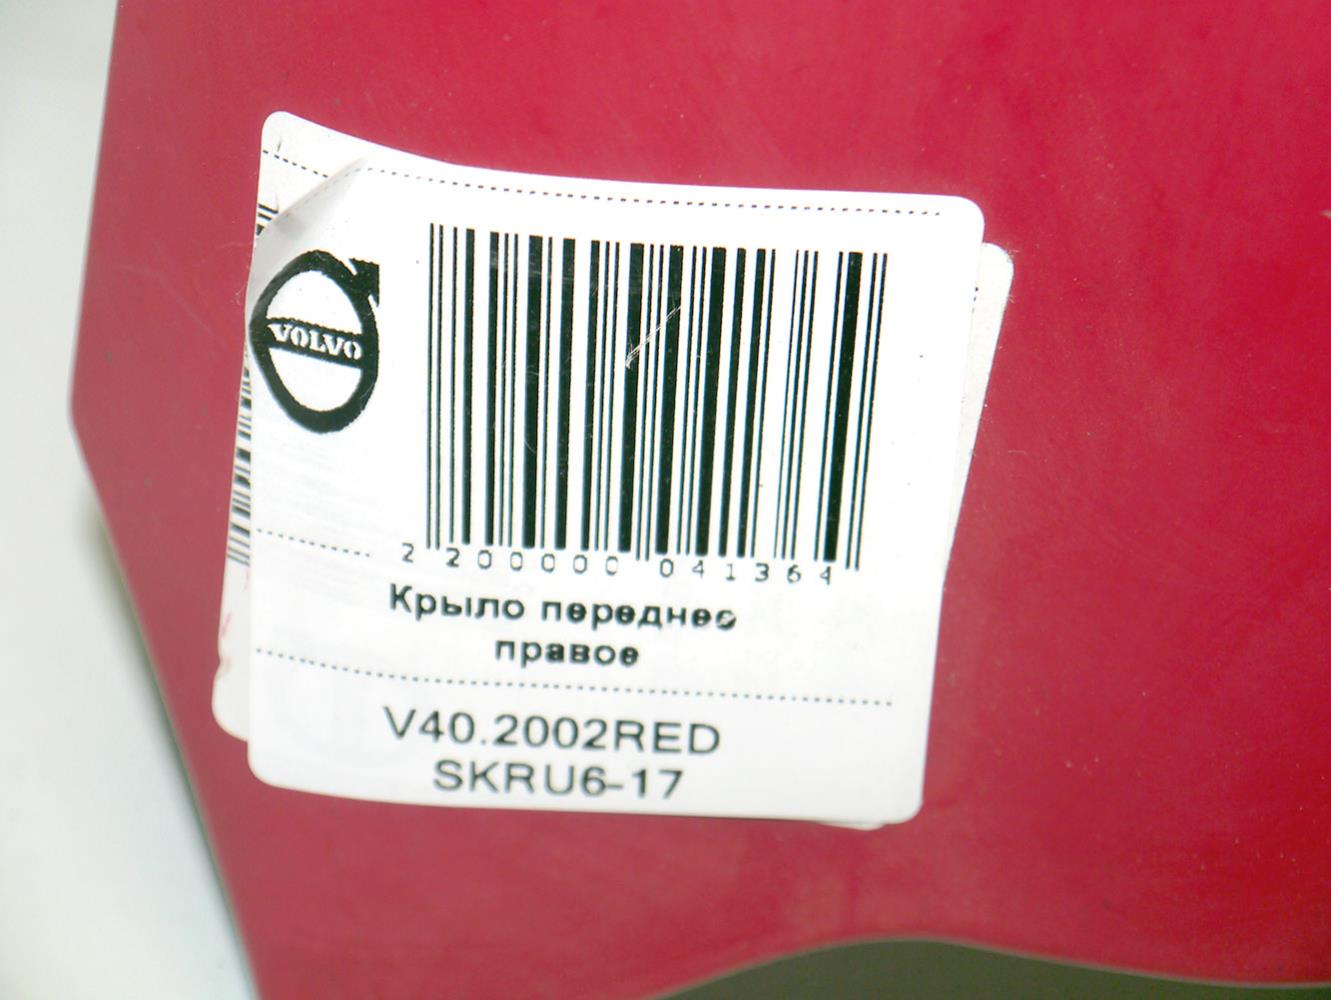 VOLVO
2 200000 041364
Крыло переднее
правое
V40.2002RED
SKRU6-17